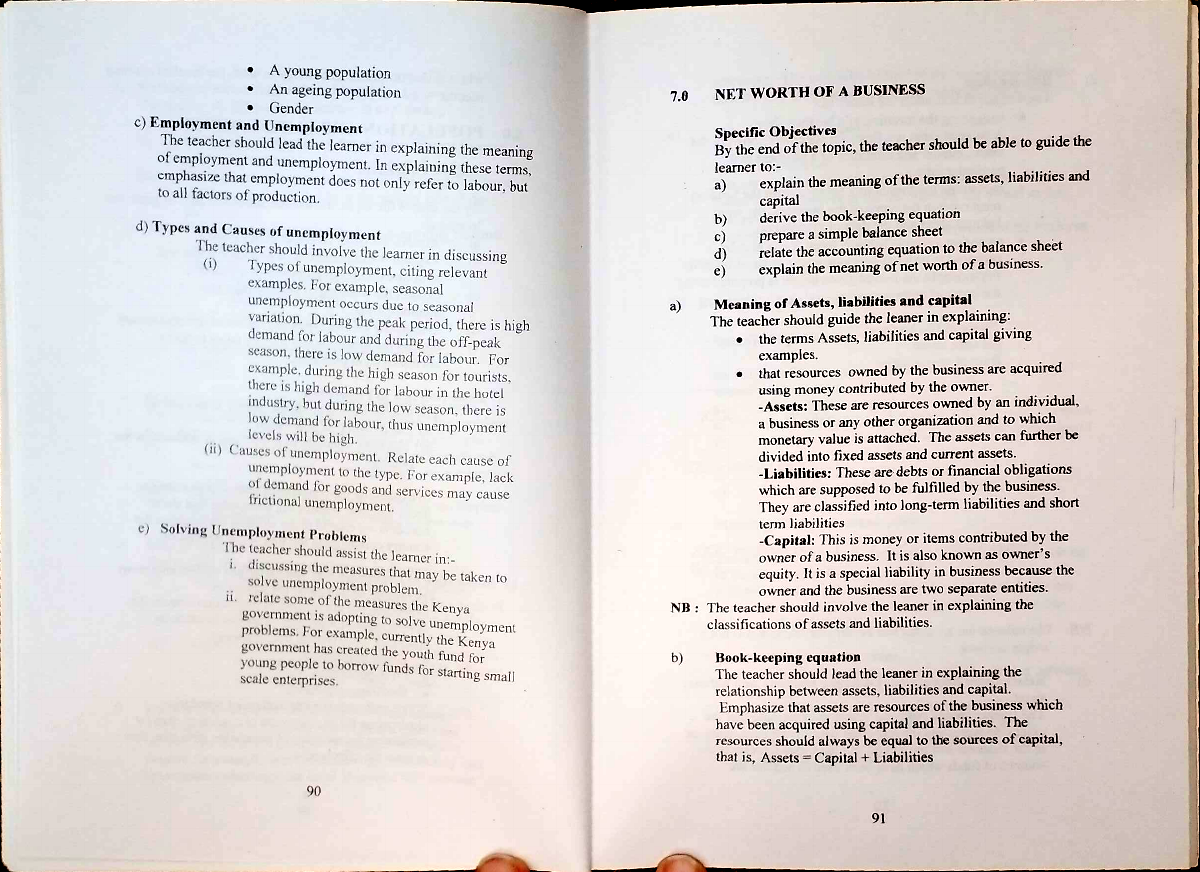 • A young population
• An ageing population
• Gender
c) Employment and Unemployment
The teacher should lead the learner in explaining the meaning
of employment and unemployment. In explaining these terms,
emphasize that employment does not only refer to labour, but
to all factors of production.
d) Types and Causes of unemployment
The teacher should involve the learner in discussing
(i) Types of unemployment, citing relevant
examples. For example, seasonal
unemployment occurs due to seasonal
variation. During the peak period, there is high
demand for labour and during the off-peak
season, there is low demand for labour. For
example, during the high season for tourists,
there is high demand for labour in the hotel
industry, but during the low season, there is
low demand for labour, thus unemployment
levels will be high.
(ii) Causes of unemployment. Relate each cause of
unemployment to the type. For example, lack
of demand for goods and services may cause
frictional unemployment.
e) Solving Unemployment Problems
The teacher should assist the learner in:-
i. discussing the measures that may be taken to
solve unemployment problem.
ii. relate some of the measures the Kenya
government is adopting to solve unemployment
problems. For example, currently the Kenya
government has created the youth fund for
young people to borrow funds for starting small
scale enterprises.
90
7.0 NET WORTH OF A BUSINESS
Specific Objectives
By the end of the topic, the teacher should be able to guide the
learner to:-
a) explain the meaning of the terms: assets, liabilities and
capital
b) derive the book-keeping equation
c) prepare a simple balance sheet
d) relate the accounting equation to the balance sheet
e) explain the meaning of net worth of a business.
a) Meaning of Assets, liabilities and capital
The teacher should guide the leaner in explaining:
• the terms Assets, liabilities and capital giving
examples.
• that resources owned by the business are acquired
using money contributed by the owner.
-Assets: These are resources owned by an individual,
a business or any other organization and to which
monetary value is attached. The assets can further be
divided into fixed assets and current assets.
-Liabilities: These are debts or financial obligations
which are supposed to be fulfilled by the business.
They are classified into long-term liabilities and short
term liabilities
-Capital: This is money or items contributed by the
owner of a business. It is also known as owner's
equity. It is a special liability in business because the
owner and the business are two separate entities.
NB : The teacher should involve the leaner in explaining the
classifications of assets and liabilities.
b) Book-keeping equation
The teacher should lead the leaner in explaining the
relationship between assets, liabilities and capital.
Emphasize that assets are resources of the business which
have been acquired using capital and liabilities. The
resources should always be equal to the sources of capital,
that is, Assets = Capital + Liabilities
91